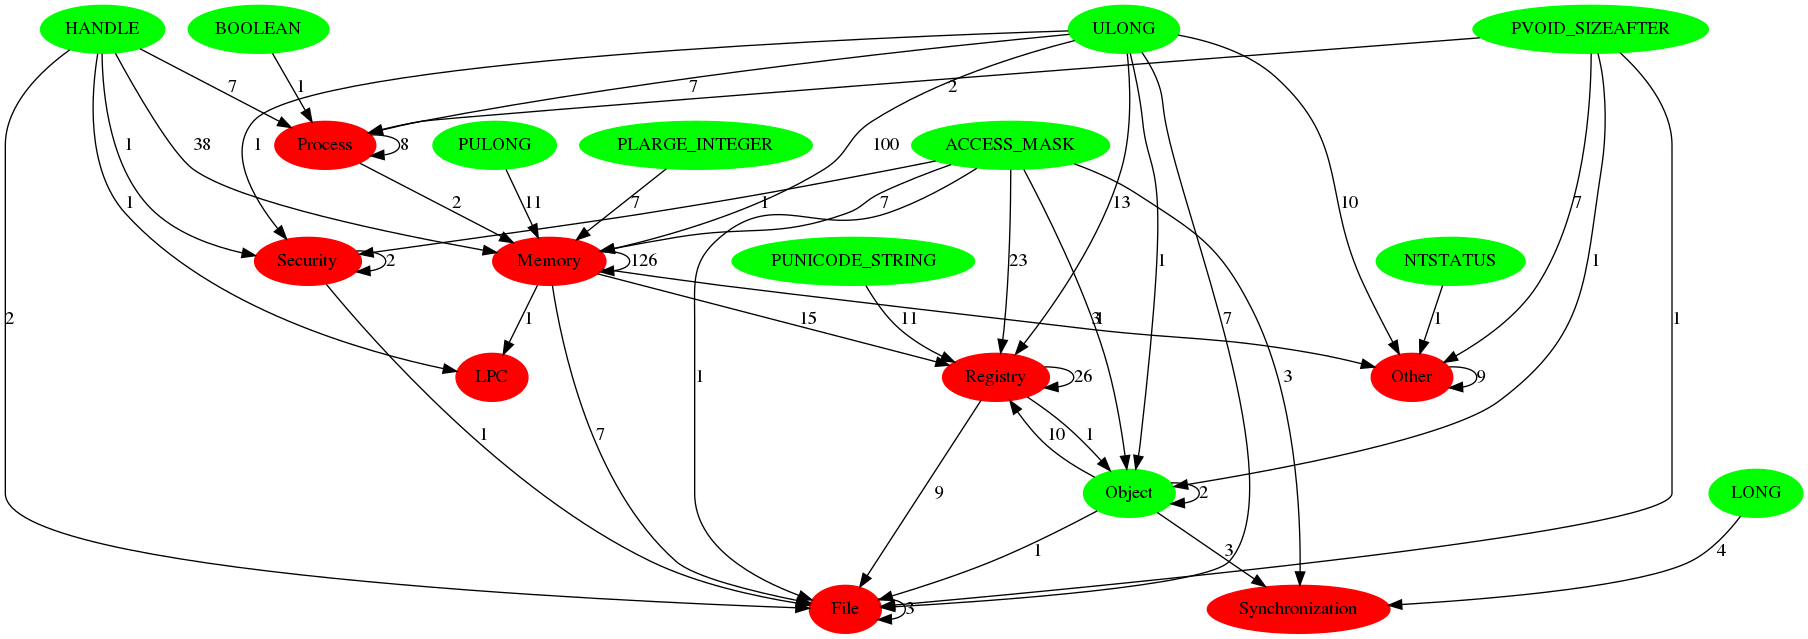 HANDLE
BOOLEAN
ULONG
PVOID_SIZEAFTER
7
1
7
2
Process
8
PULONG
PLARGE_INTEGER
ACCESS_MASK
1
38
1
100
1
11
2
7
1
7
13
10
7
Security
2
Memory
126
PUNICODE_STRING
23
1
NTSTATUS
1
2
1
15
11
3
1
7
1
1
LPC
1
Registry
26
3
Other
9
1
7
10
1
9
Object
2
LONG
1
3
4
File
3
Synchronization